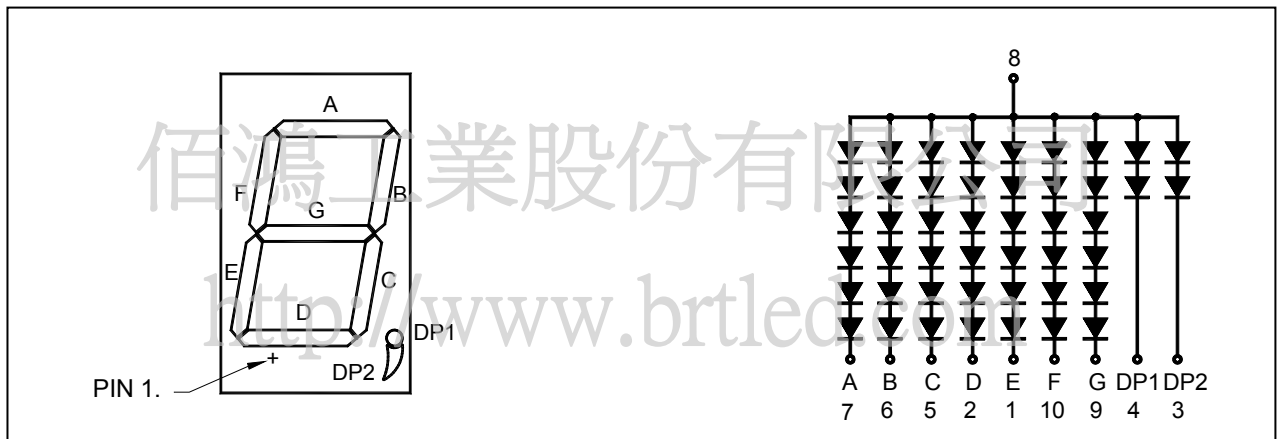 8
A
F
B
G
E
C
D
DP1
+
DP2
PIN 1.
A B C D E F G DP1 DP2
7 6 5 2 1 10 9 4 3
佰鴻工業股份有限公司
http://www.brtled.com